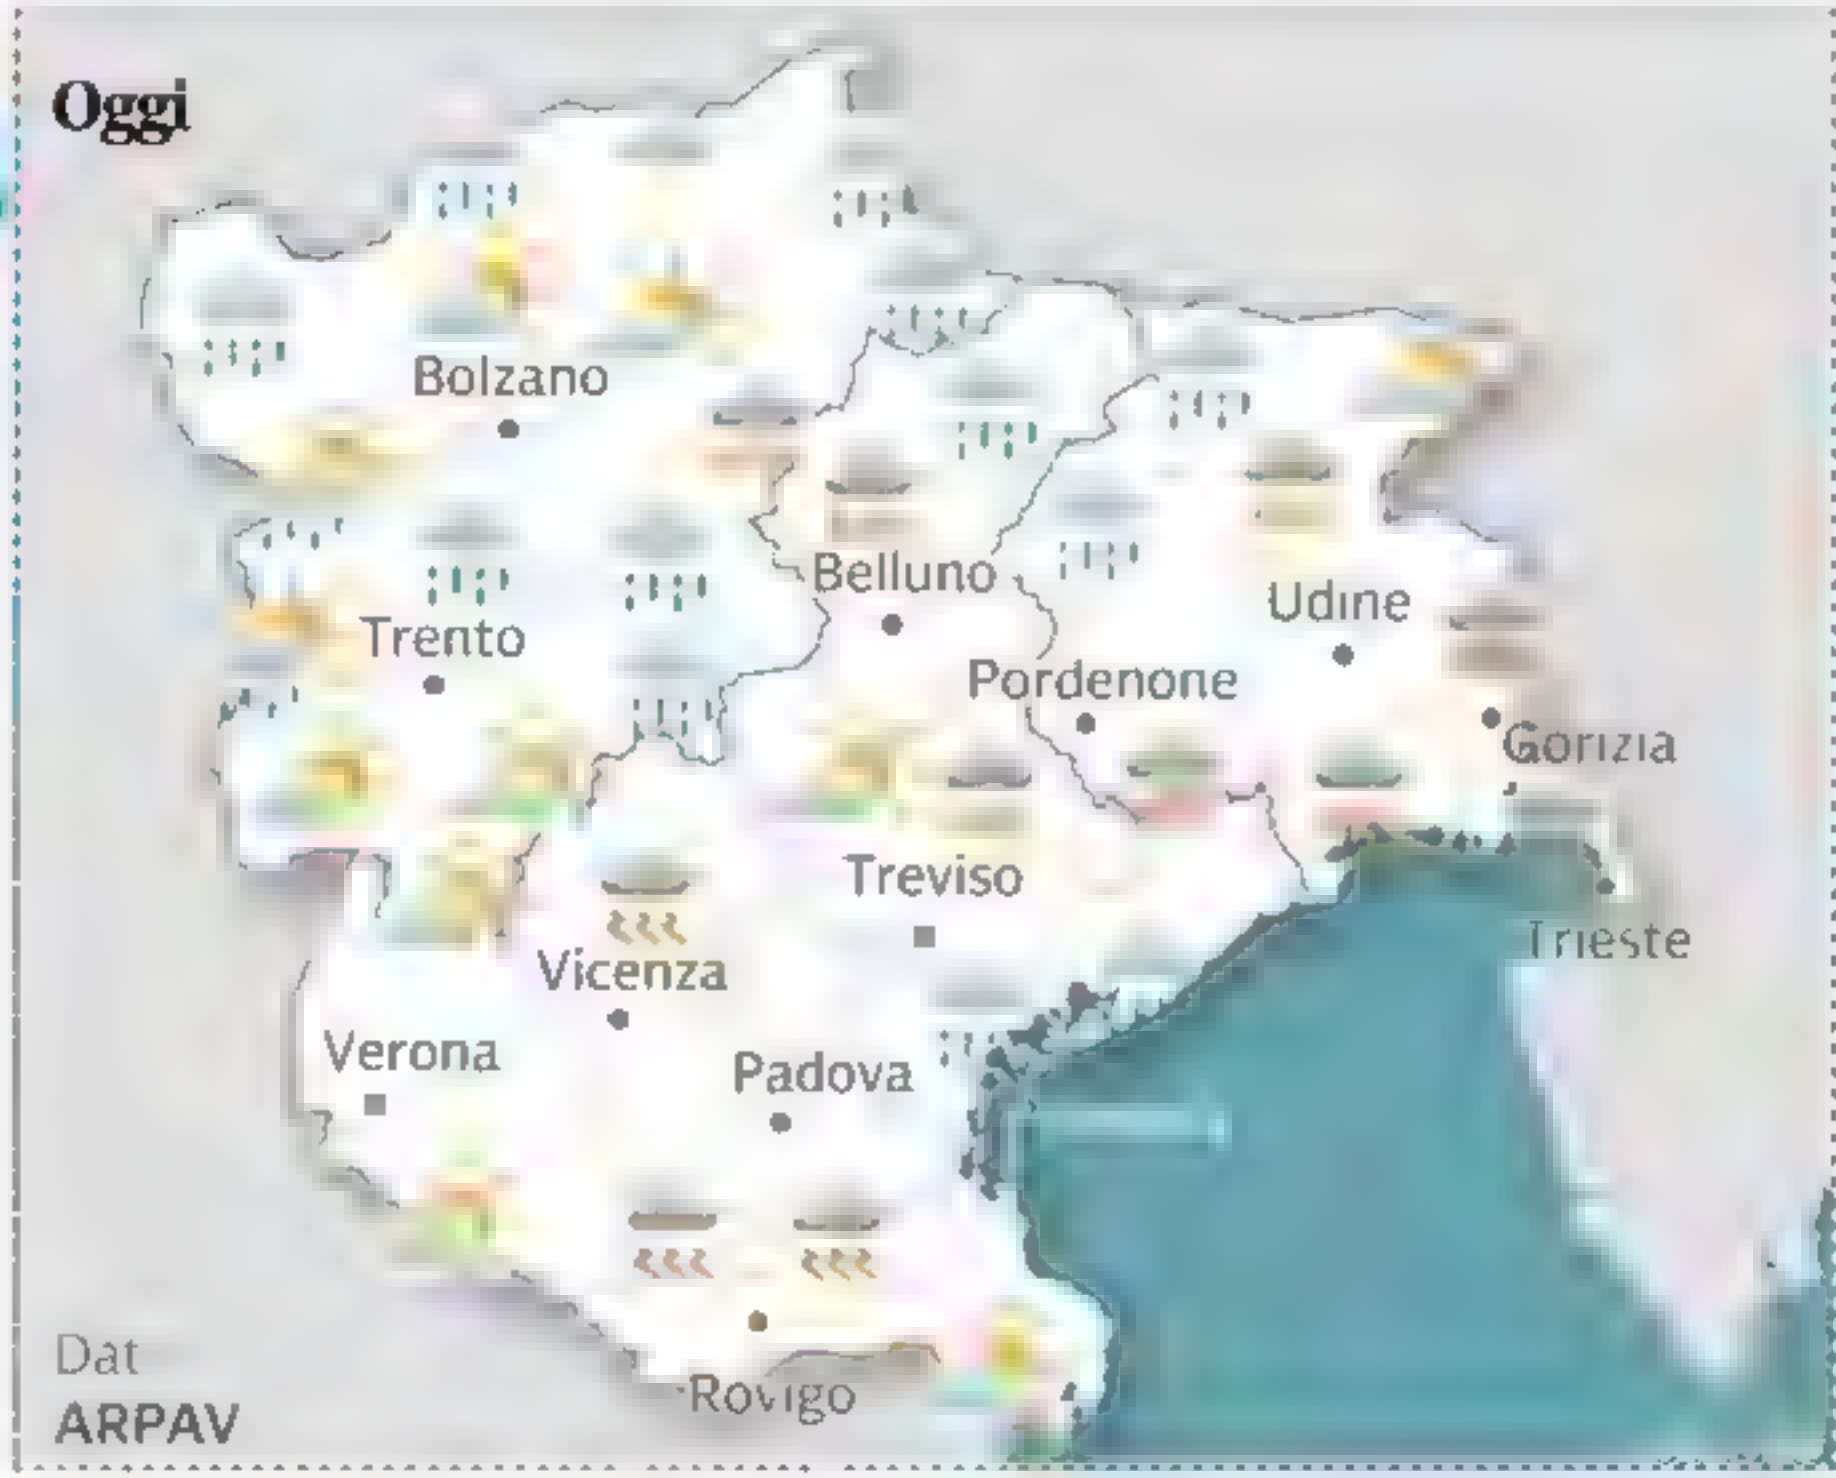 Oggi
Bolzano
Belluno
Udine
Trento
Pordenone
Gorizia
Treviso
Trieste
Vicenza
Verona
Padova
Rovigo
Dat
ARPAV